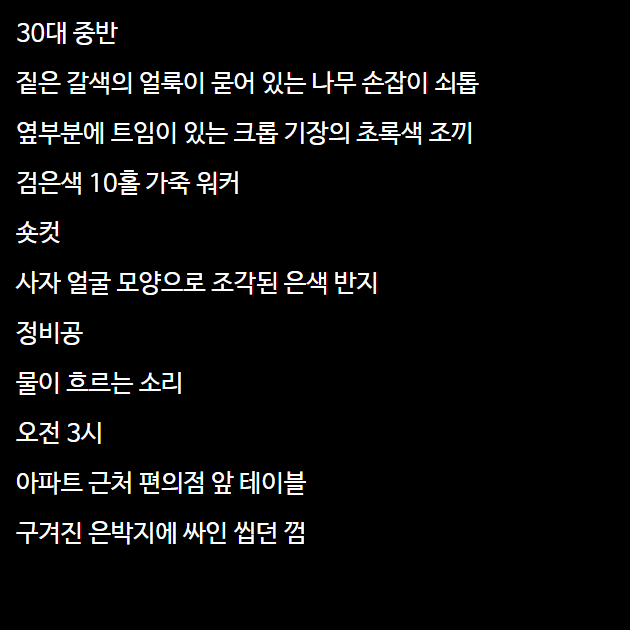 30대 중반
짙은 갈색의 얼룩이 묻어 있는 나무 손잡이 쇠톱
옆부분에 트임이 있는 크롭 기장의 초록색 조끼
검은색 10홀 가죽 워커
숏컷
사자 얼굴 모양으로 조각된 은색 반지
정비공
물이 흐르는 소리
오전 3시
아파트 근처 편의점 앞 테이블
구겨진 은박지에 싸인 씹던 껌